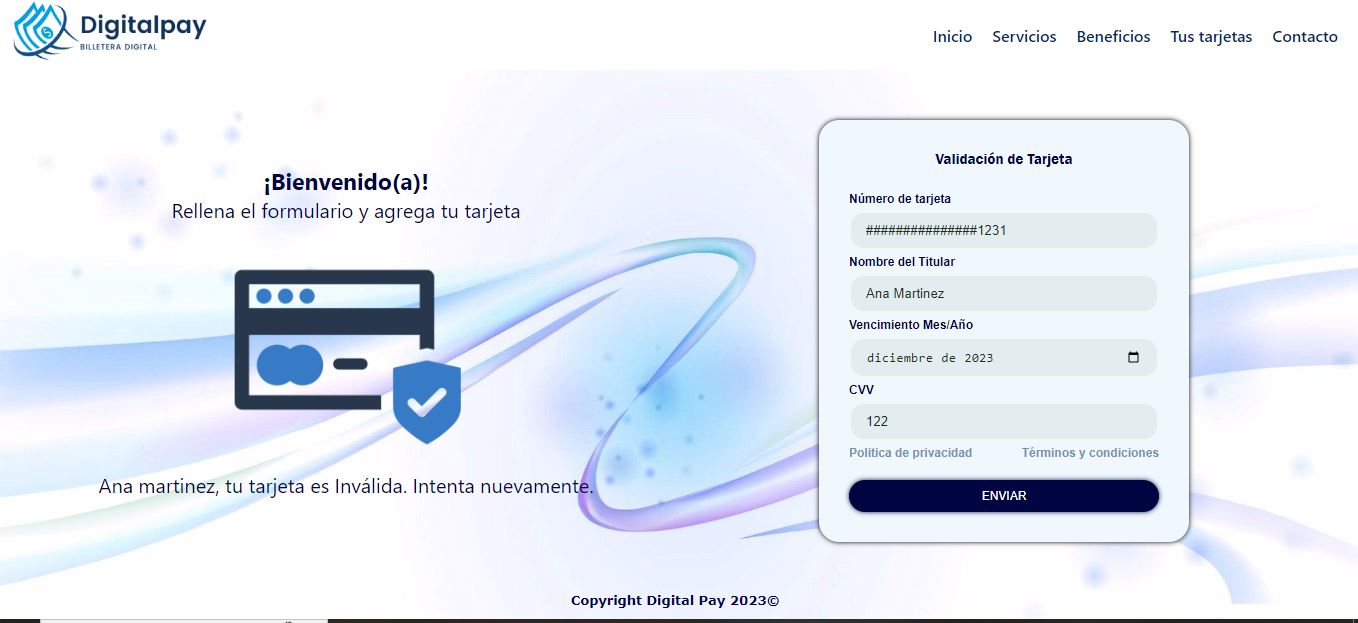 Digitalpay
BILLETERA DIGITAL
Inicio Servicios Beneficios Tus tarjetas Contacto
¡Bienvenido(a)!
Rellena el formulario y agrega tu tarjeta
Ana martinez, tu tarjeta es Inválida. Intenta nuevamente.
Validación de Tarjeta
Número de tarjeta
###############1231
Nombre del Titular
Ana Martinez
Vencimiento Mes/Año
diciembre de 2023
CVV
122
Politica de privacidad Términos y condiciones
ENVIAR
Copyright Digital Pay 2023©